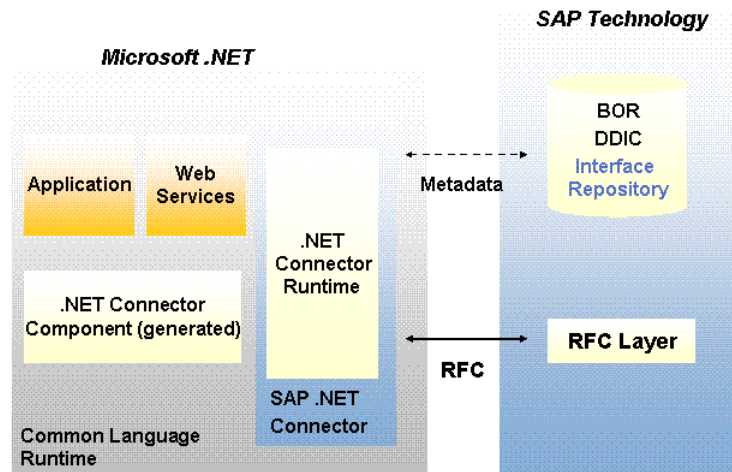 SAP Technology
Microsoft .NET
BOR
DDIC
Interface
Repository
Application
Web
Services
Metadata
.NET
Connector
Runtime
.NET Connector
Component (generated)
RFC Layer
RFC
SAP .NET
Connector
Common Language
Runtime